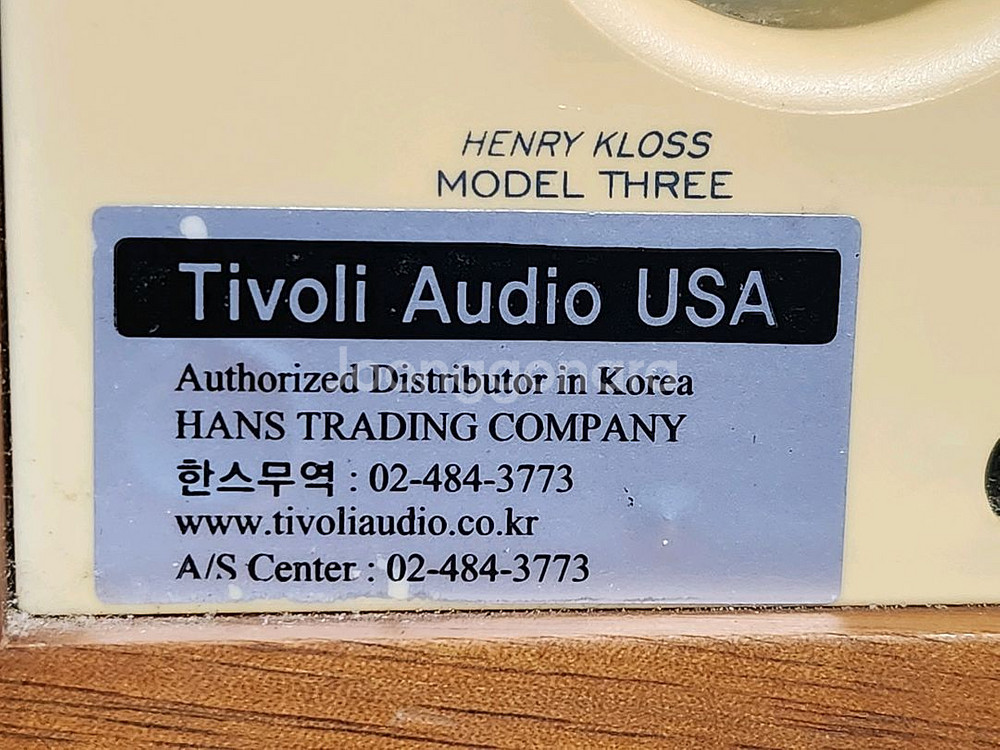 HENRY KLOSS
MODEL THREE
Tivoli Audio USA
joonggonara
Authorized Distributor in Korea
HANS TRADING COMPANY
한스무역 : 02-484-3773
www.tivoliaudio.co.kr
A/S Center : 02-484-3773